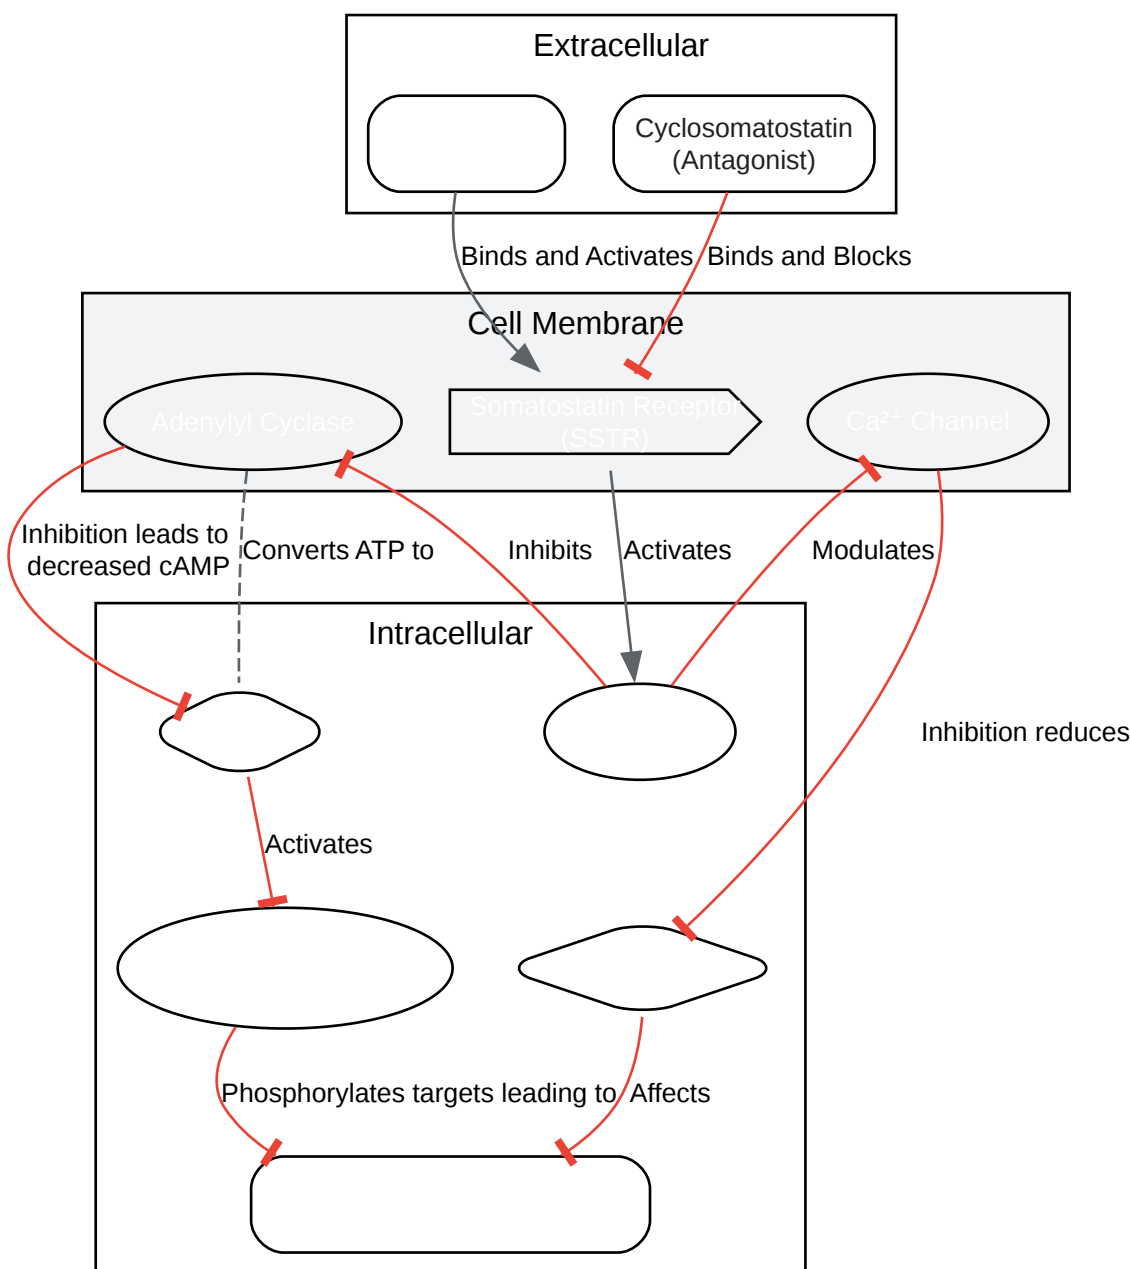 Extracellular
Cyclosomatostatin
(Antagonist)
Binds and Activates
Binds and Blocks
Cell Membrane
Adenylyl Cyclase
Somatostatin Receptor
(SSTR)
Ca²⁺ Channel
Inhibition leads to
decreased cAMP
Converts ATP to
Inhibits
Activates
Modulates
Intracellular
Inhibition reduces
Activates
Phosphorylates targets leading to
Affects